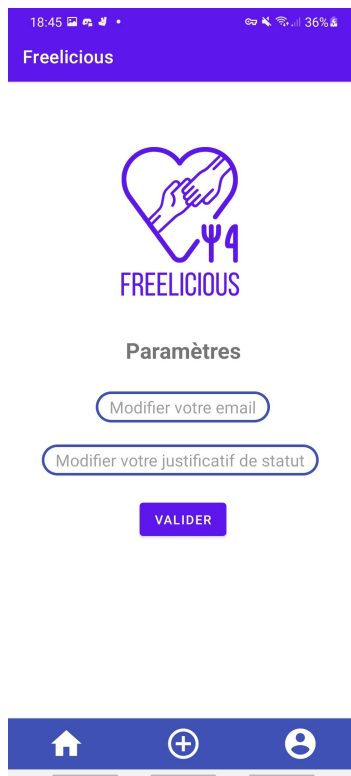 18:45
36%
Freelicious
FREELICIOUS
Paramètres
Modifier votre email
Modifier votre justificatif de statut
VALIDER